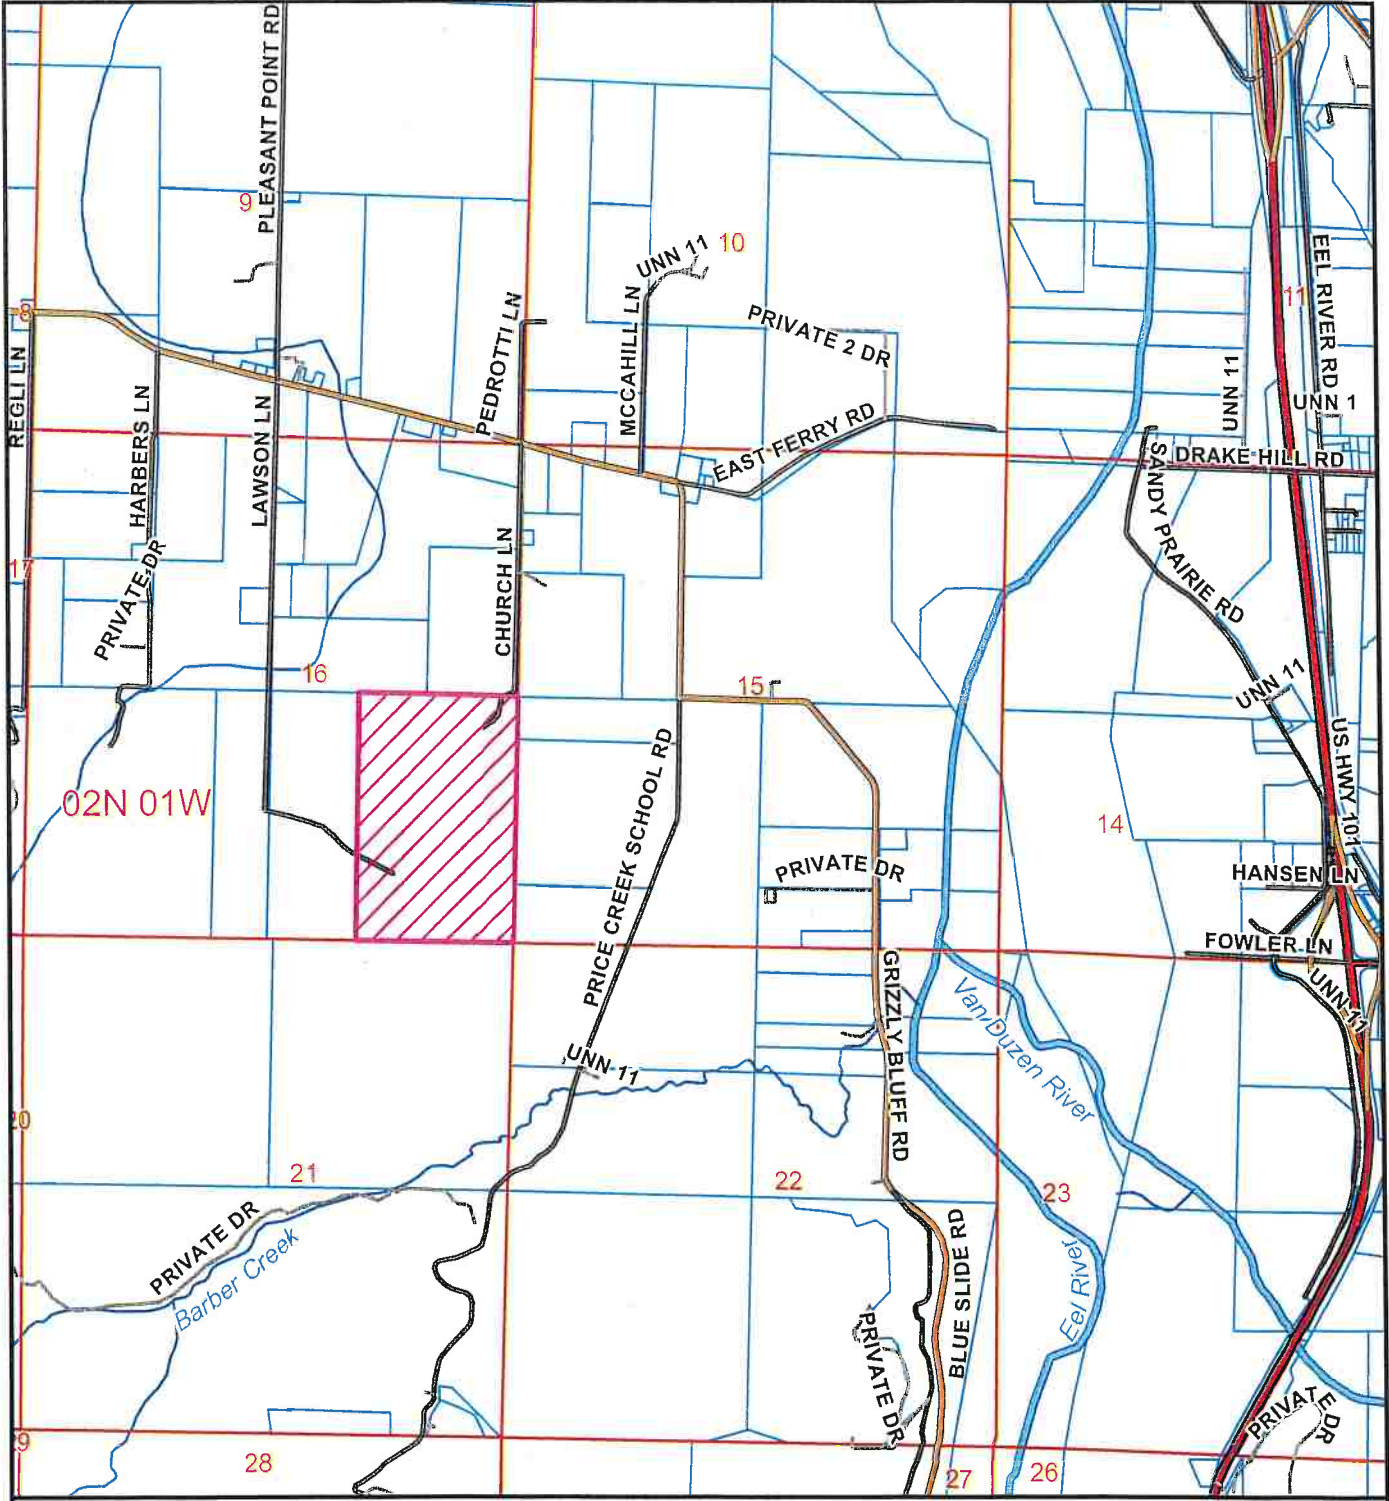 PLEASANT POINT RD
9
10
UNN 11
8
PEDROTTI LN
MCCAHILL LN
PRIVATE 2 DR
EEL RIVER RD
11
REGLI LN
HARBERS LN
LAWSON LN
EAST FERRY RD
UNN 11
UNN 1
DRAKE HILL RD
SANDY PRAIRIE RD
17
PRIVATE DR
CHURCH LN
16
15
UNN 11
US HWY 101
02N 01W
PRICE CREEK SCHOOL RD
14
PRIVATE DR
HANSEN LN
FOWLER LN
UNN 11
GRIZZLY BLUFF RD
Van Duzen River
UNN 11
20
21
22
23
PRIVATE DR
Barber Creek
BLUE SLIDE RD
Eel River
PRIVATE DR
PRIVATE DR
9
28
27
26